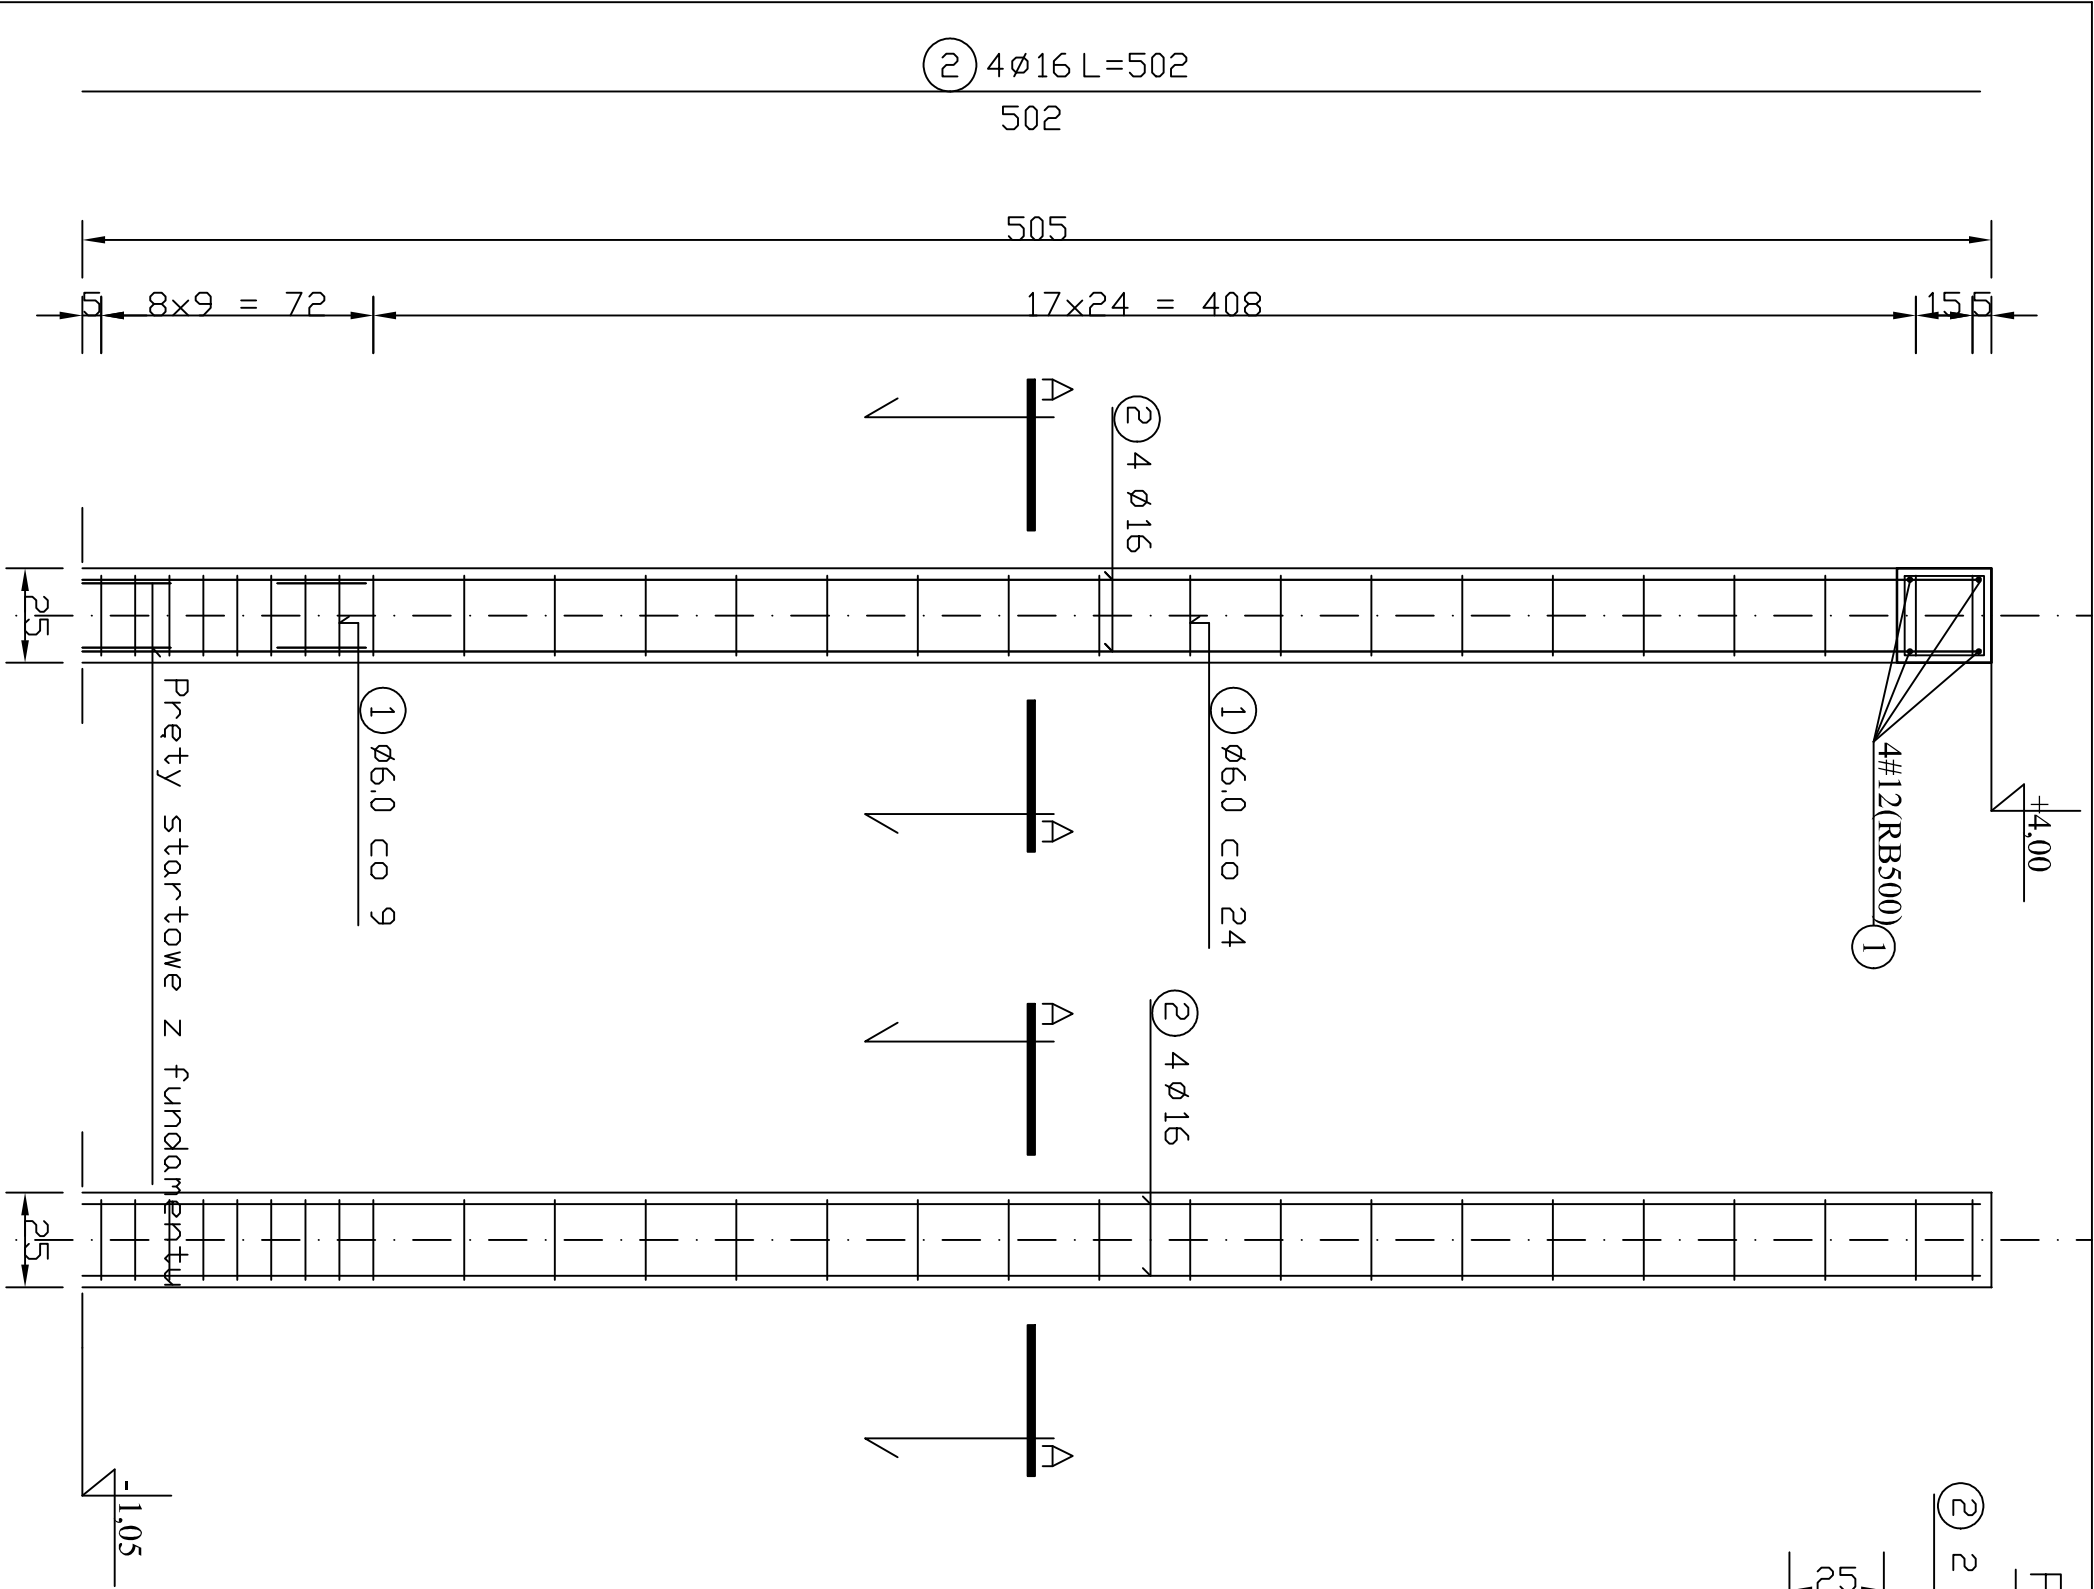 2 4ø16 L=502
502
505
5 8x9 = 72 17x24 = 408 15 5
A
2 4 ø16
25
1 ø6.0 co 9
1 ø6.0 co 24
4#12(RB500) 1
+4,00
A
Pręty startowe z fundamentu
A
2 4 ø16
25
A
-1,05
2 2
25